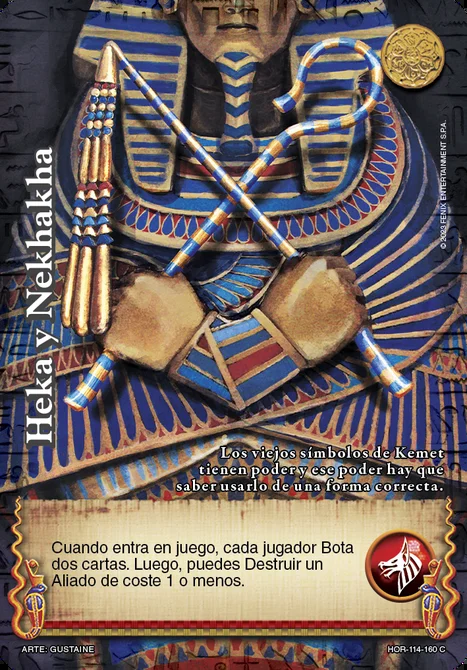 © 2023 FENIX ENTERTAINMENT S.P.A.
Heka y Nekhakha
Los viejos símbolos de Kemet
tienen poder y ese poder hay que
saber usarlo de una forma correcta.
Cuando entra en juego, cada jugador Bota
dos cartas. Luego, puedes Destruir un
Aliado de coste 1 o menos.
ARTE: GUSTAINE
HOR-114-160 C